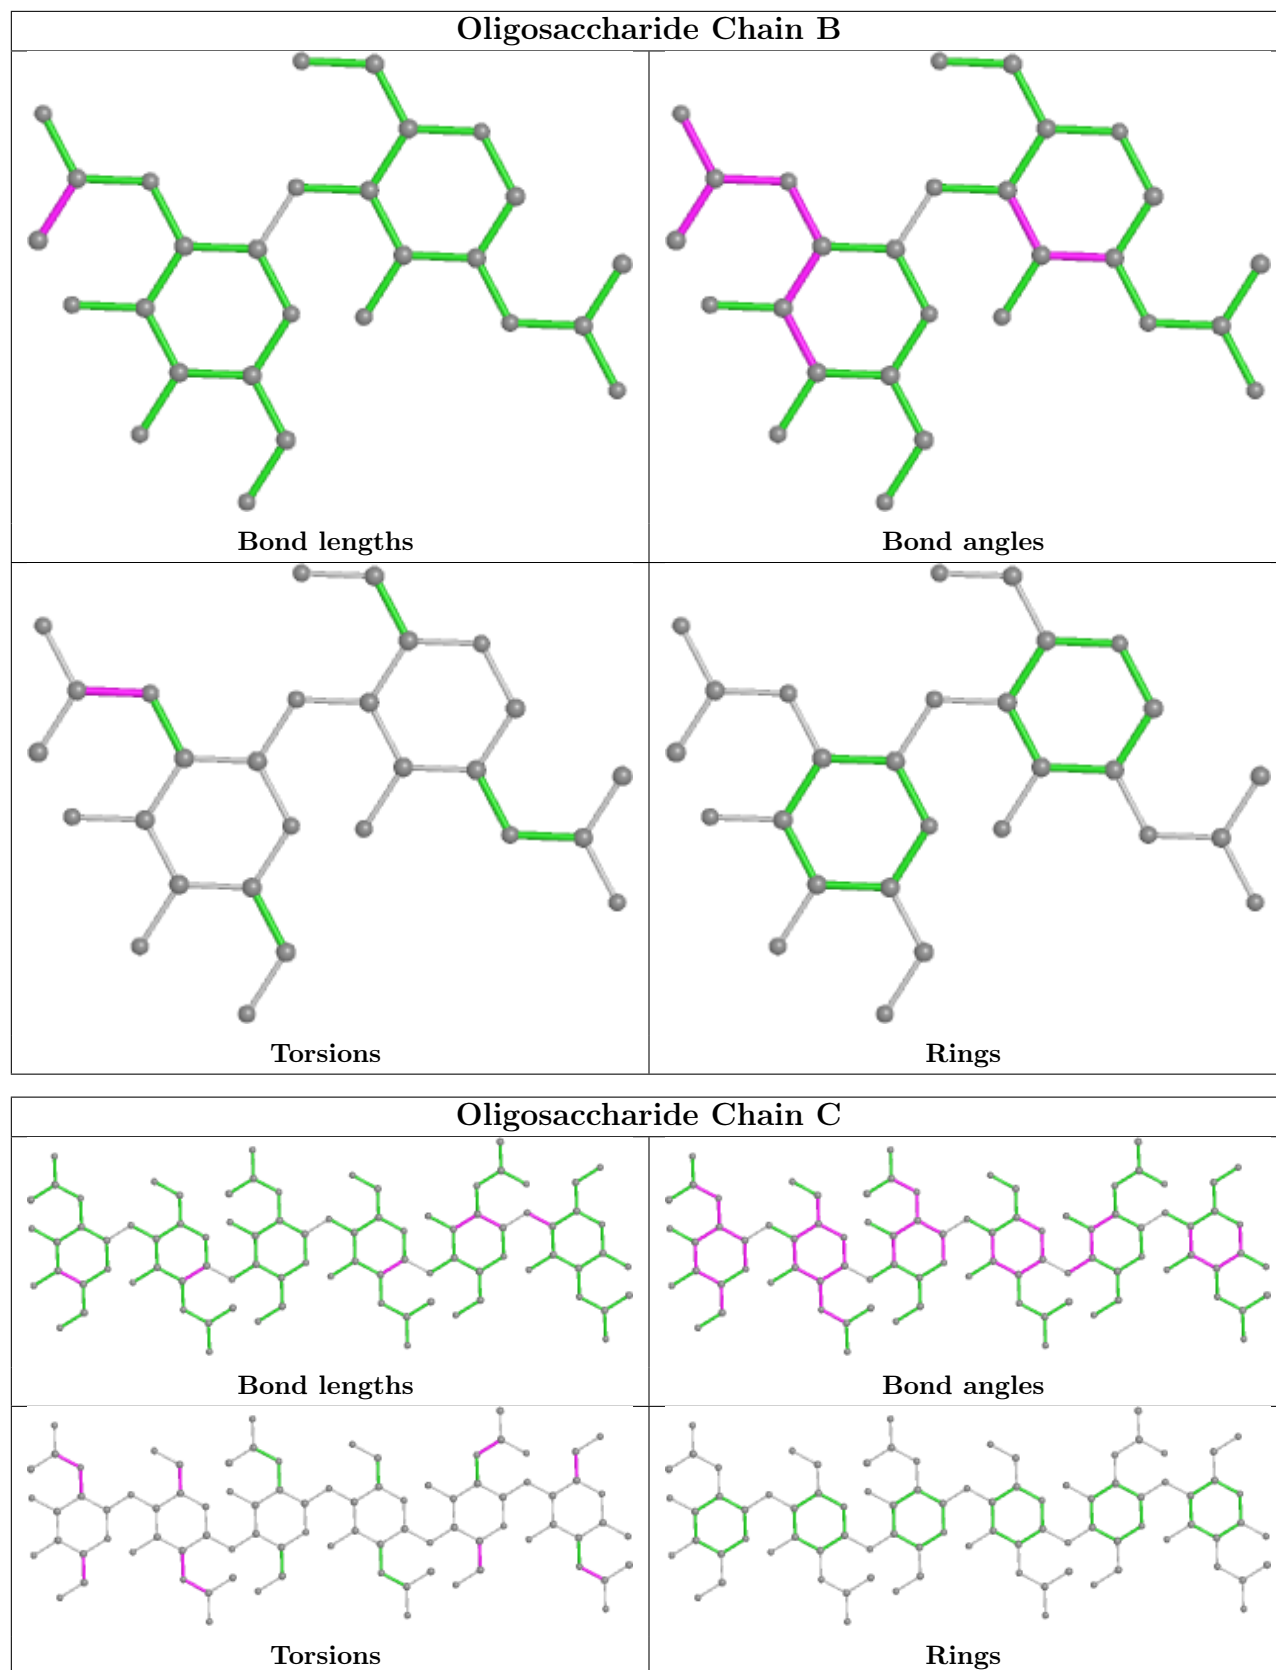 Oligosaccharide Chain B
Bond lengths
Bond angles
Torsions
Rings
Oligosaccharide Chain C
Bond lengths
Bond angles
Torsions
Rings